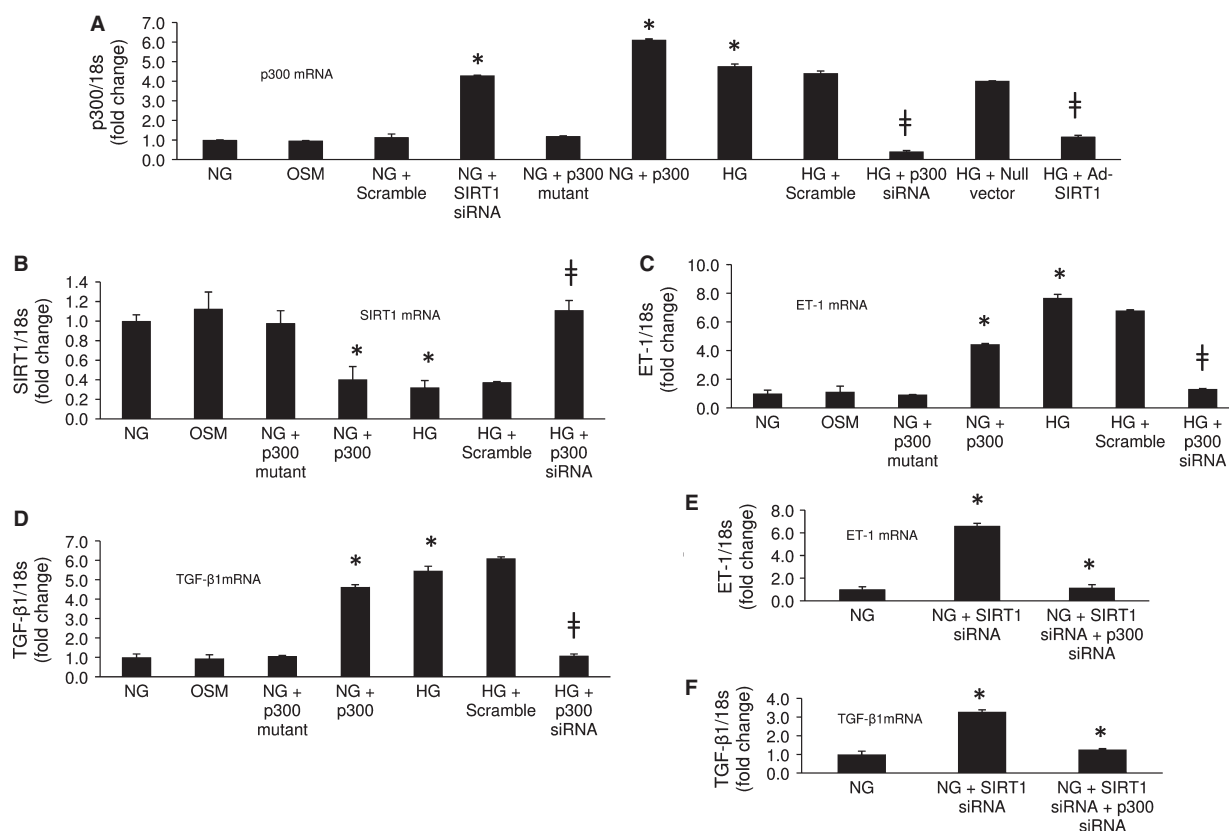 A
p300/18s
(fold change)
7.0
6.0
5.0
4.0
3.0
2.0
1.0
0.0
p300 mRNA
*
*
*
ǂ
ǂ
NG
OSM
NG +
Scramble
NG +
SIRT1
siRNA
NG + p300
mutant
NG + p300
HG
HG +
Scramble
HG + p300
siRNA
HG + Null
vector
HG + Ad-
SIRT1
B
SIRT1/18s
(fold change)
1.4
1.2
1.0
0.8
0.6
0.4
0.2
0.0
SIRT1 mRNA
*
*
ǂ
NG
OSM
NG +
p300
mutant
NG +
p300
HG
HG +
Scramble
HG +
p300
siRNA
C
ET-1/18s
(fold change)
10.0
8.0
6.0
4.0
2.0
0.0
ET-1 mRNA
*
*
ǂ
NG
OSM
NG +
p300
mutant
NG +
p300
HG
HG +
Scramble
HG +
p300
siRNA
D
TGF-β1/18s
(fold change)
7.0
6.0
5.0
4.0
3.0
2.0
1.0
0.0
TGF-β1mRNA
*
*
ǂ
NG
OSM
NG +
p300
mutant
NG +
p300
HG
HG +
Scramble
HG +
p300
siRNA
E
ET-1/18s
(fold change)
8.0
6.0
4.0
2.0
0.0
ET-1 mRNA
*
*
NG
NG + SIRT1
siRNA
NG + SIRT1
siRNA + p300
siRNA
F
TGF-β1/18s
(fold change)
4.0
3.0
2.0
1.0
0.0
TGF-β1mRNA
*
*
NG
NG + SIRT1
siRNA
NG + SIRT1
siRNA + p300
siRNA